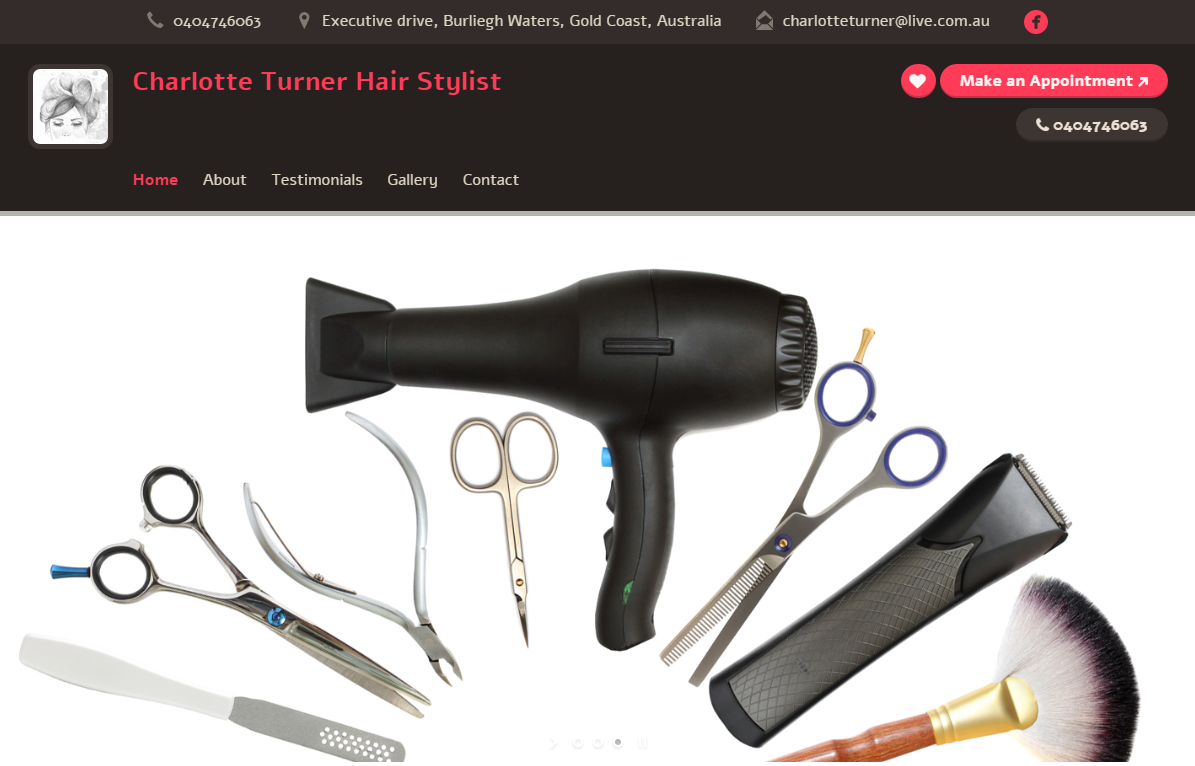 0404746063 Executive drive, Burliegh Waters, Gold Coast, Australia charlotteturner@live.com.au
Charlotte Turner Hair Stylist
Make an Appointment
0404746063
Home About Testimonials Gallery Contact